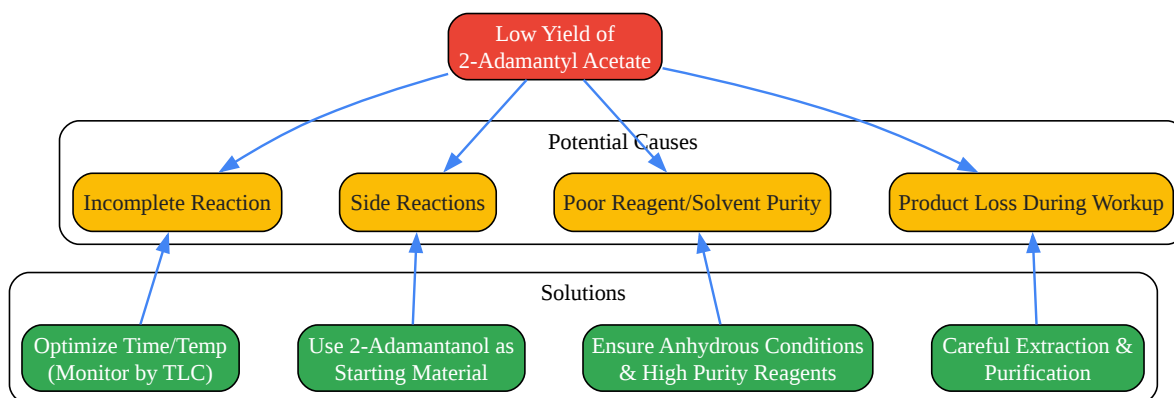 Low Yield of
2-Adamantyl Acetate
Potential Causes
Incomplete Reaction
Side Reactions
Poor Reagent/Solvent Purity
Product Loss During Workup
Solutions
Optimize Time/Temp
(Monitor by TLC)
Use 2-Adamantanol as
Starting Material
Ensure Anhydrous Conditions
& High Purity Reagents
Careful Extraction &
Purification